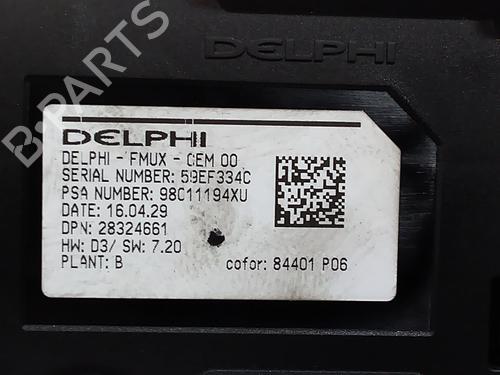 DELPHI
B-PARTS
DELPHI
DELPHI - FMUX - CEM 00
SERIAL NUMBER: 59EF334C
PSA NUMBER: 98011194XU
DATE: 16.04.29
DPN: 28324661
HW: D3/ SW: 7.20
PLANT: B
cofor: 84401 P06